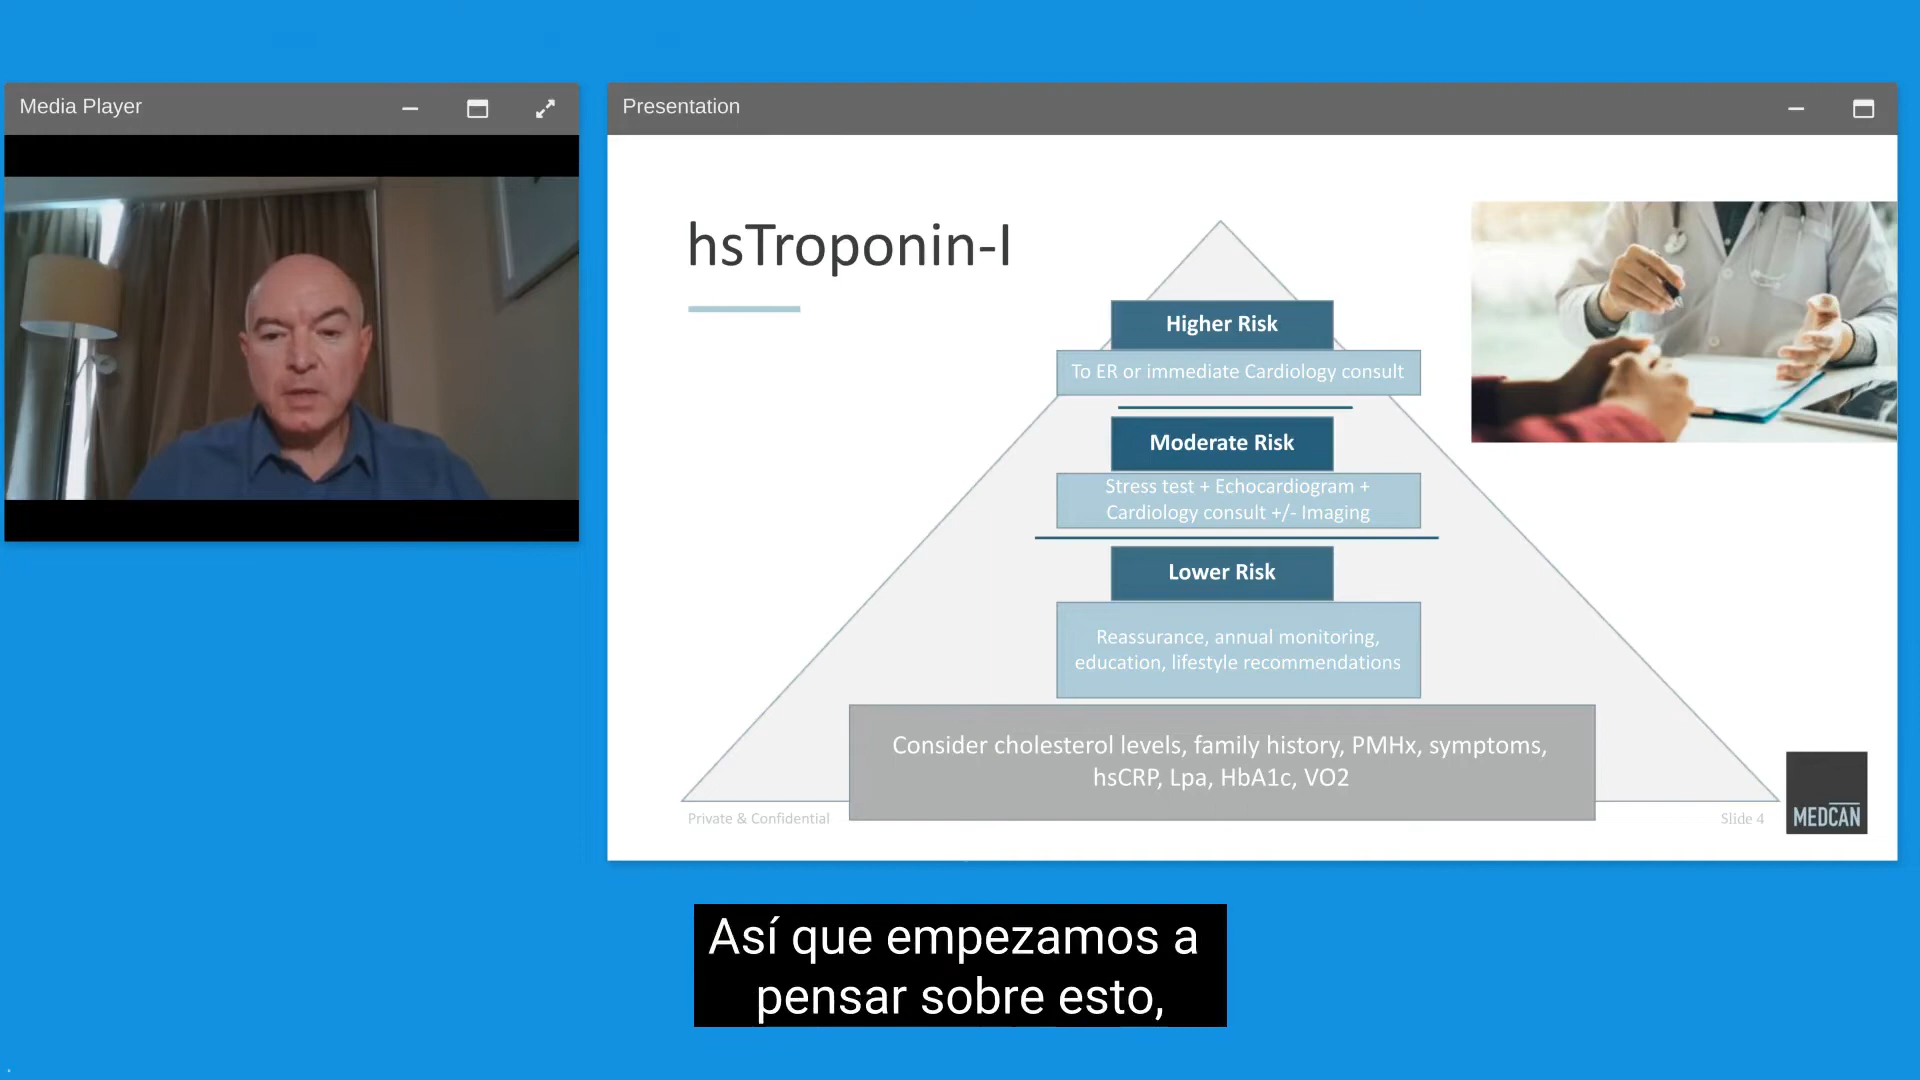 Media Player
Presentation
hsTroponin-I
Higher Risk
To ER or immediate Cardiology consult
Moderate Risk
Stress test + Echocardiogram +
Cardiology consult +/- Imaging
Lower Risk
Reassurance, annual monitoring,
education, lifestyle recommendations
Consider cholesterol levels, family history, PMHx, symptoms,
hsCRP, Lpa, HbA1c, VO2
Private & Confidential
Slide 4
MEDCAN
Así que empezamos a
pensar sobre esto,